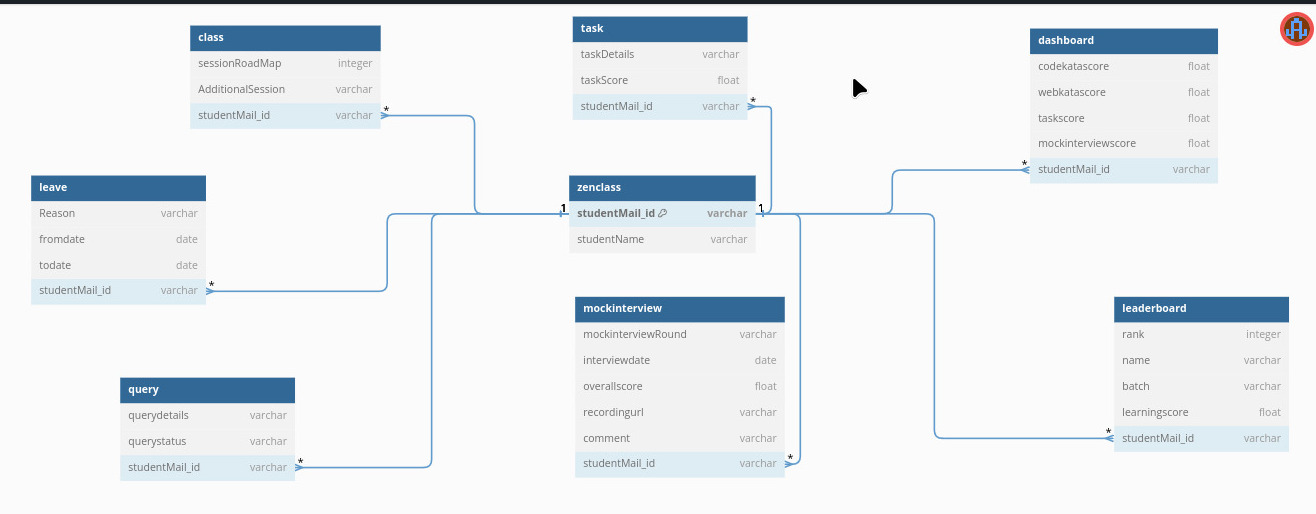 class
sessionRoadMap integer
AdditionalSession varchar
studentMail_id varchar
*
task
taskDetails varchar
taskScore float
studentMail_id varchar
*
dashboard
codekatascore float
webkatascore float
taskscore float
mockinterviewscore float
* studentMail_id varchar
leave
Reason varchar
fromdate date
todate date
studentMail_id varchar
*
zenclass
1 studentMail_id varchar 1
studentName varchar
query
querydetails varchar
querystatus varchar
studentMail_id varchar
*
mockinterview
mockinterviewRound varchar
interviewdate date
overallscore float
recordingurl varchar
comment varchar
studentMail_id varchar
*
leaderboard
rank integer
name varchar
batch varchar
learningscore float
* studentMail_id varchar